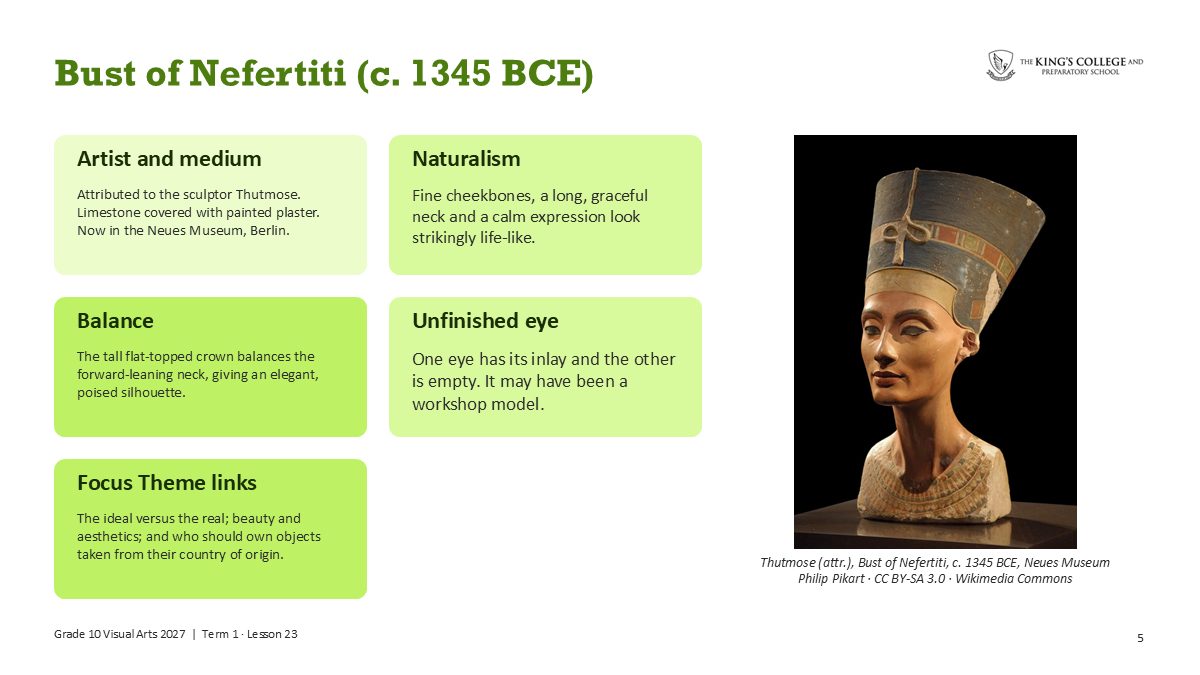 Bust of Nefertiti (c. 1345 BCE)
THE KING'S COLLEGE AND
PREPARATORY SCHOOL
Artist and medium
Attributed to the sculptor Thutmose.
Limestone covered with painted plaster.
Now in the Neues Museum, Berlin.
Naturalism
Fine cheekbones, a long, graceful
neck and a calm expression look
strikingly life-like.
Balance
The tall flat-topped crown balances the
forward-leaning neck, giving an elegant,
poised silhouette.
Unfinished eye
One eye has its inlay and the other
is empty. It may have been a
workshop model.
Focus Theme links
The ideal versus the real; beauty and
aesthetics; and who should own objects
taken from their country of origin.
Thutmose (attr.), Bust of Nefertiti, c. 1345 BCE, Neues Museum
Philip Pikart · CC BY-SA 3.0 · Wikimedia Commons
Grade 10 Visual Arts 2027 | Term 1 · Lesson 23
5